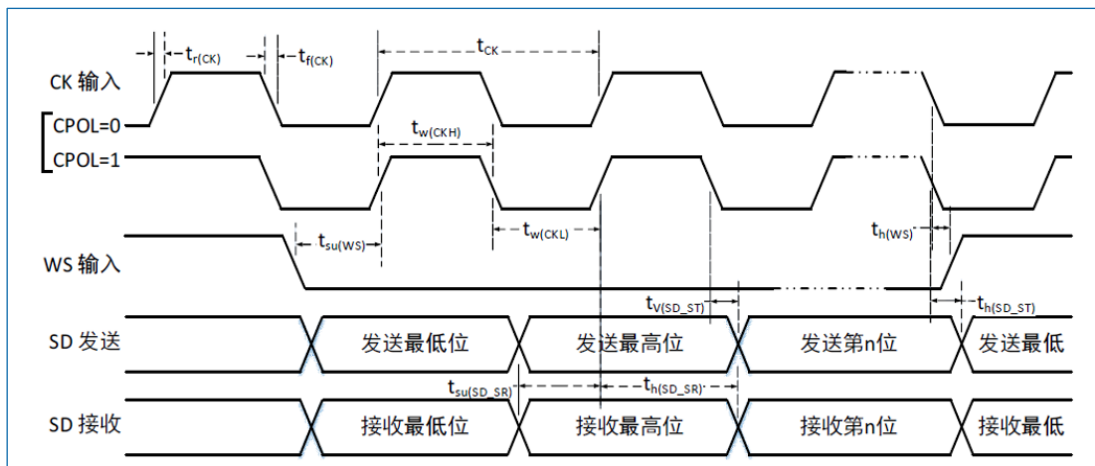 tr(CK)
tf(CK)
tCK
CK 输入
CPOL=0
CPOL=1
tw(CKH)
tsu(WS)
tw(CKL)
th(WS)
WS 输入
tV(SD_ST)
th(SD_ST)
SD 发送
发送最低位
发送最高位
发送第n位
发送最低
tsu(SD_SR)
th(SD_SR)
SD 接收
接收最低位
接收最高位
接收第n位
接收最低